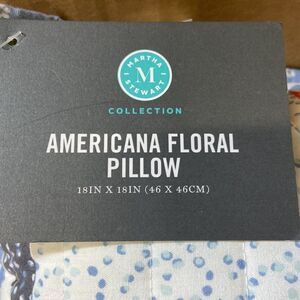 MARTHA
M
STEWART
COLLECTION
AMERICANA FLORAL
PILLOW
18IN X 18IN (46 X 46CM)